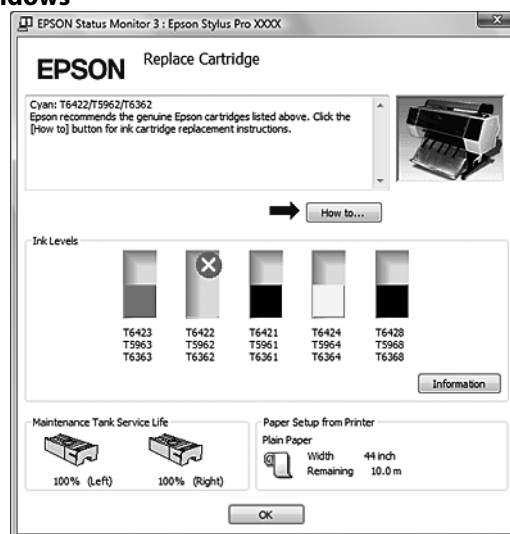 ndows
EPSON Status Monitor 3 : Epson Stylus Pro XXXX
EPSON Replace Cartridge
Cyan: T6422/T5962/T6362
Epson recommends the genuine Epson cartridges listed above. Click the
[How to] button for ink cartridge replacement instructions.
How to...
Ink Levels
T6423 T6422 T6421 T6424 T6428
T5963 T5962 T5961 T5964 T5968
T6363 T6362 T6361 T6364 T6368
Information
Maintenance Tank Service Life
100% (Left) 100% (Right)
Paper Setup from Printer
Plain Paper
Width 44 inch
Remaining 10.0 m
OK